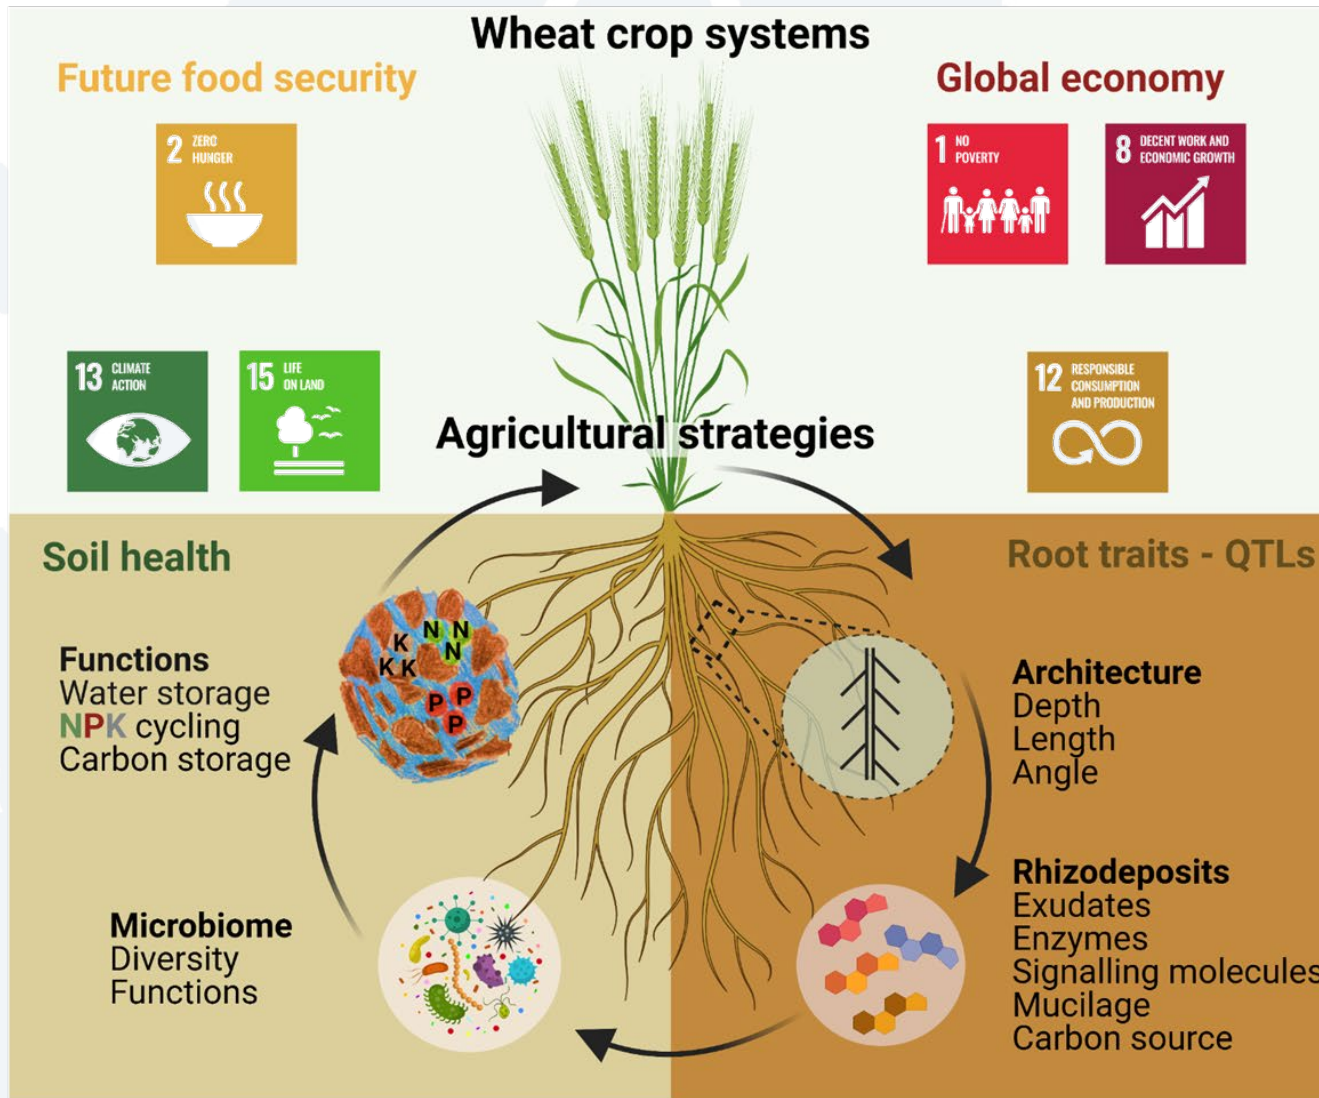 Wheat crop systems
Future food security
Global economy
2 ZERO
HUNGER
1 NO
POVERTY
8 DECENT WORK AND
ECONOMIC GROWTH
13 CLIMATE
ACTION
15 LIFE
ON LAND
12 RESPONSIBLE
CONSUMPTION
AND PRODUCTION
Agricultural strategies
Soil health
Root traits - QTLs
Functions
Water storage
NPK cycling
Carbon storage
K
K K
N N
N
P P
P
Architecture
Depth
Length
Angle
Microbiome
Diversity
Functions
Rhizodeposits
Exudates
Enzymes
Signalling molecules
Mucilage
Carbon source